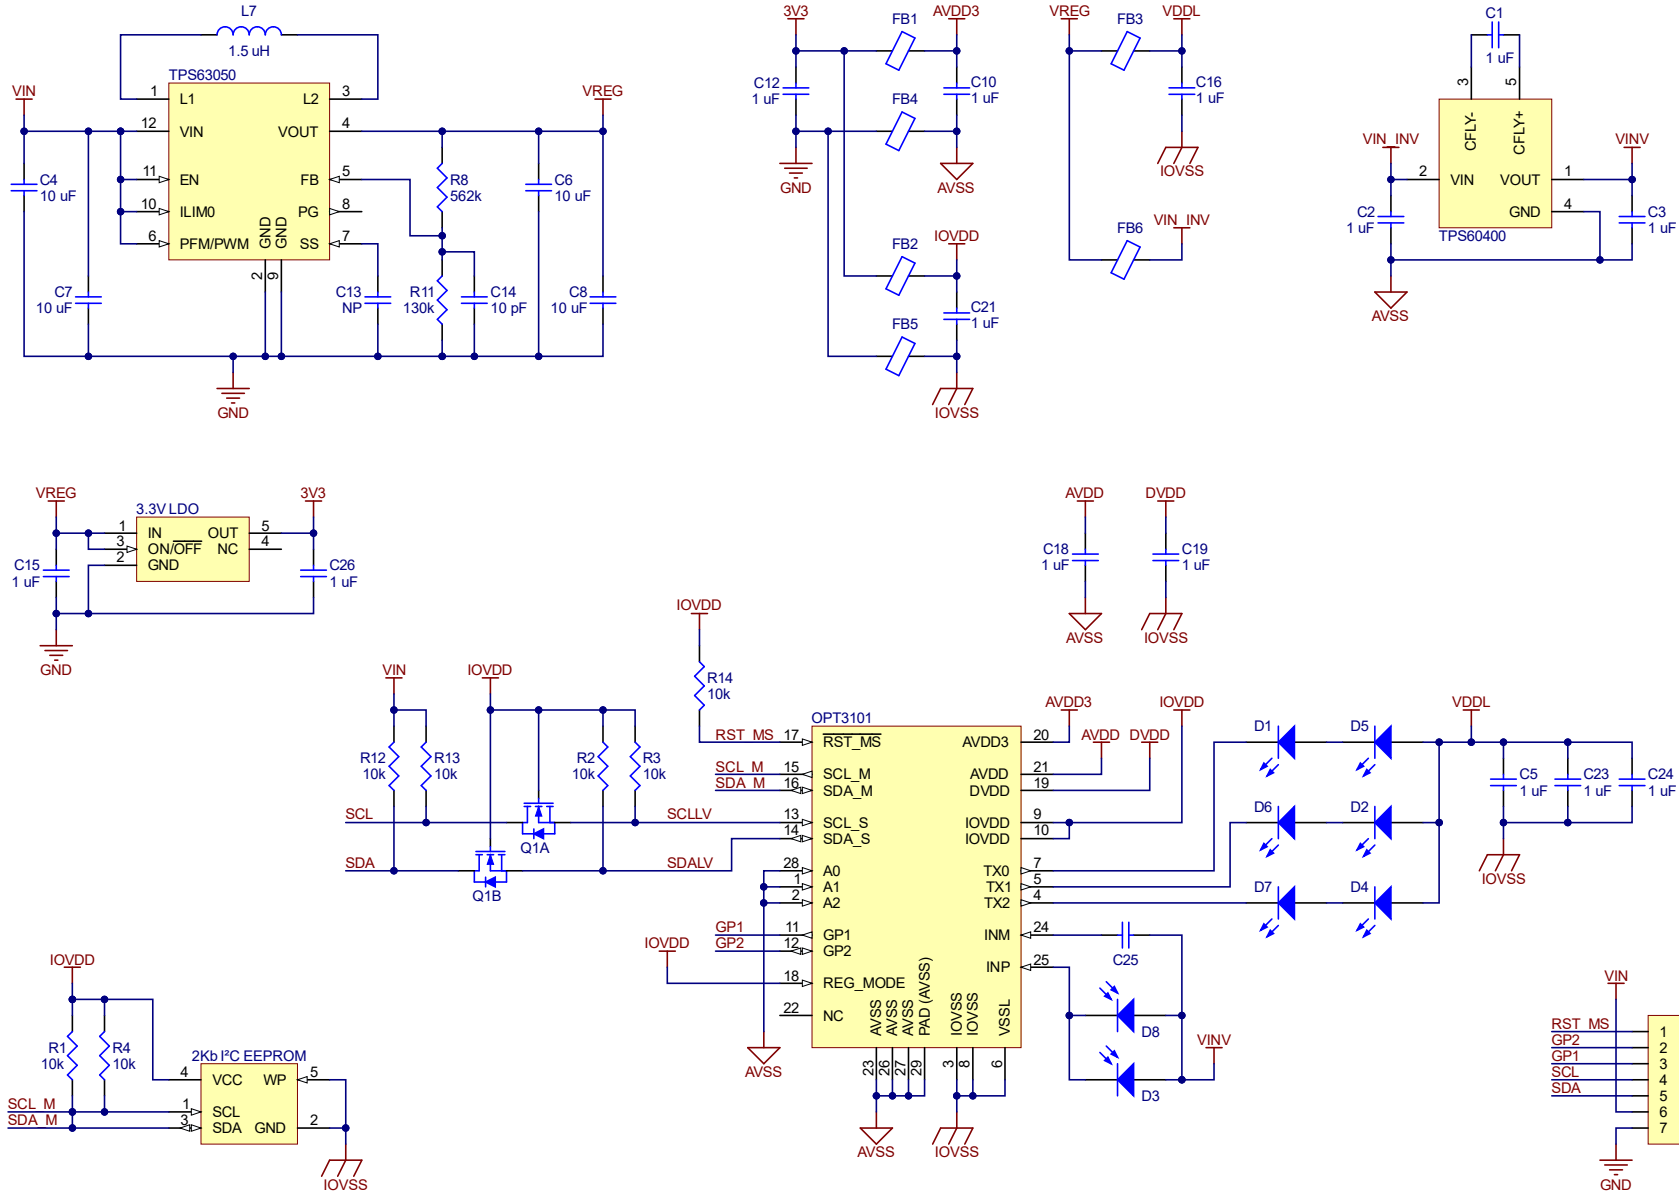 L7
1.5 uH
TPS63050
1 L1 L2 3
VIN
12 VIN VOUT 4
VREG
11 EN FB 5
10 ILIM0 PG 8
6 PFM/PWM GND GND SS 7
2 9
C4
10 uF
C7
10 uF
R8
562k
C6
10 uF
C13
NP
R11
130k
C14
10 pF
C8
10 uF
GND
3V3
FB1
AVDD3
C12
1 uF
FB4
C10
1 uF
GND
AVSS
FB2
IOVDD
C21
1 uF
FB5
IOVSS
VREG
FB3
VDDL
C16
1 uF
IOVSS
FB6
VIN_INV
C1
1 uF
3 5
CFLY- CFLY+
VIN_INV
VINV
2 VIN VOUT 1
GND 4
TPS60400
C2
1 uF
C3
1 uF
AVSS
VREG
3.3V LDO
3V3
1 IN OUT 5
3 ON/OFF NC 4
2 GND
C15
1 uF
C26
1 uF
GND
AVDD
C18
1 uF
AVSS
DVDD
C19
1 uF
IOVSS
IOVDD
R14
10k
VIN
IOVDD
R12
10k
R13
10k
R2
10k
R3
10k
SCL
Q1A
SCLLV
SDA
Q1B
SDALV
OPT3101
RST_MS 17 RST_MS AVDD3 20
SCL_M 15 SCL_M AVDD 21
SDA_M 16 SDA_M DVDD 19
13 SCL_S IOVDD 9
14 SDA_S IOVDD 10
28 A0 TX0 7
1 A1 TX1 5
2 A2 TX2 4
GP1 11 GP1 INM 24
GP2 12 GP2 INP 25
IOVDD
18 REG_MODE
22 NC
AVSS AVSS AVSS PAD (AVSS) IOVSS IOVSS VSSL
23 26 27 29 3 8 6
AVSS
AVSS
IOVSS
AVDD3
AVDD
DVDD
IOVDD
VDDL
D1
D5
D6
D2
D7
D4
C5
1 uF
C23
1 uF
C24
1 uF
IOVSS
C25
D8
D3
VINV
IOVDD
R1
10k
R4
10k
2Kb I²C EEPROM
4 VCC WP 5
SCL_M 1 SCL
SDA_M 3 SDA GND 2
IOVSS
VIN
RST_MS 1
GP2 2
GP1 3
SCL 4
SDA 5
6
7
GND